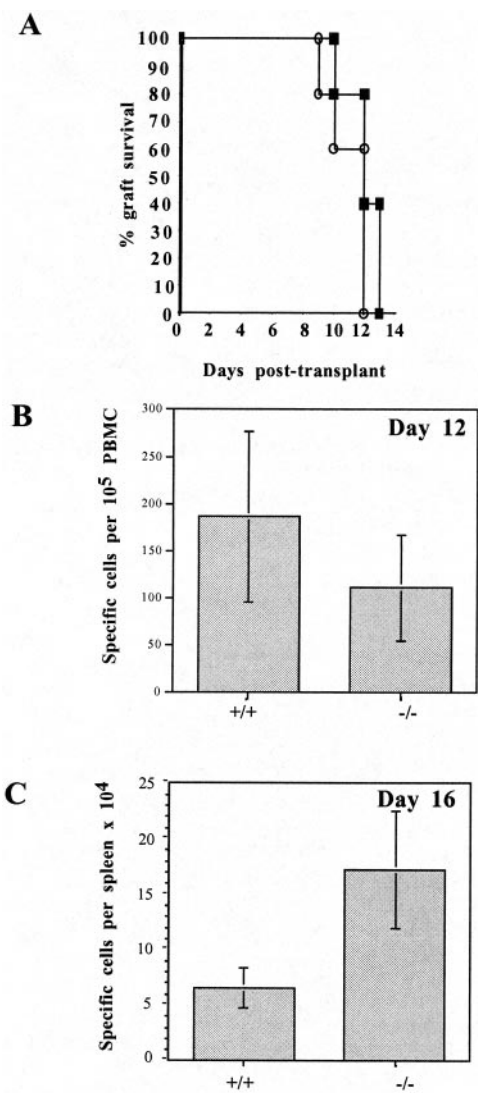 A
% graft survival
100
90
80
60
50
40
30
20
10
0
0 2 4 6 8 10 12 14
Days post-transplant
B
Day 12
Specific cells per 10⁵ PBMC
300
250
200
150
100
50
0
+/+ -/-
C
Day 16
Specific cells per spleen x 10⁴
25
20
15
10
5
0
+/+ -/-